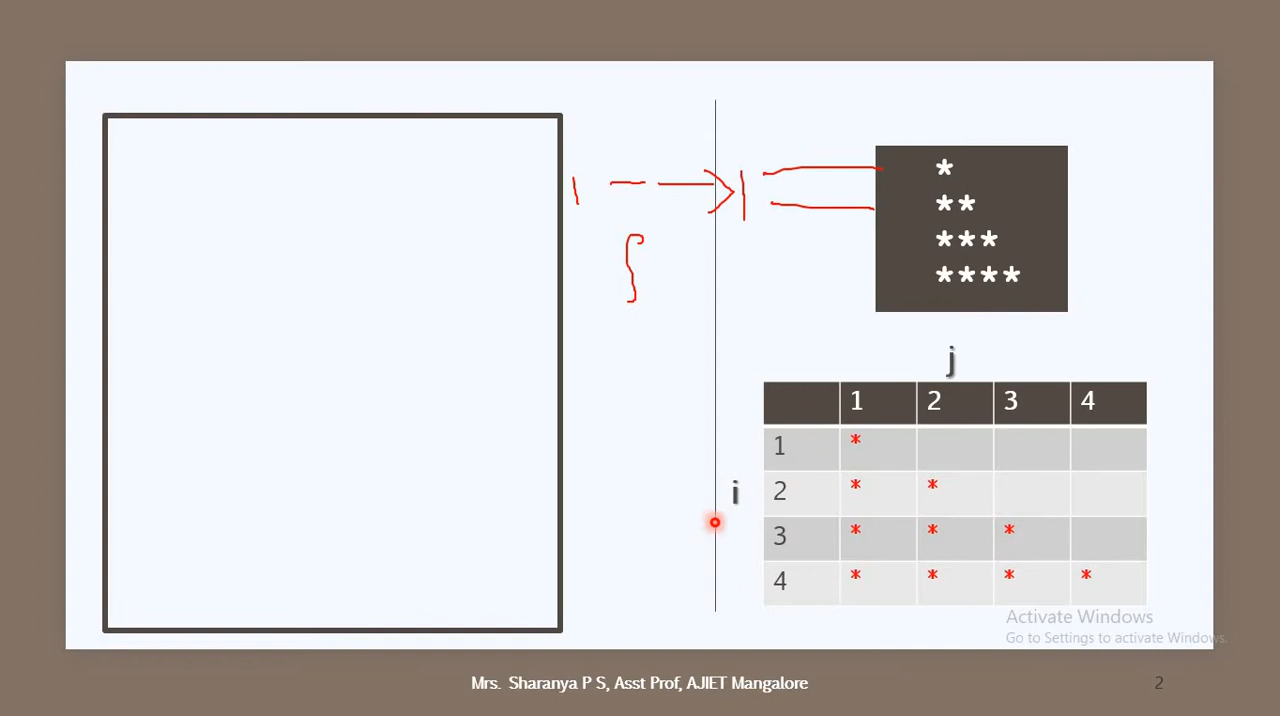 *
**
***
****
j
1 2 3 4
1 *
i
2 * *
3 * * *
4 * * * *
Activate Windows
Go to Settings to activate Windows.
Mrs. Sharanya P S, Asst Prof, AJIET Mangalore
2